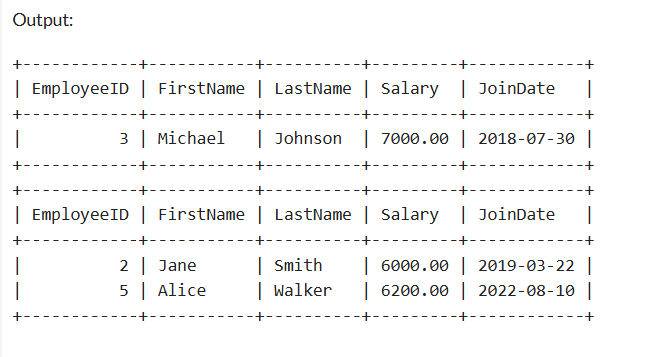 Output:
+------------+-----------+----------+---------+------------+
| EmployeeID | FirstName | LastName | Salary  | JoinDate   |
+------------+-----------+----------+---------+------------+
|          3 | Michael   | Johnson  | 7000.00 | 2018-07-30 |
+------------+-----------+----------+---------+------------+
+------------+-----------+----------+---------+------------+
| EmployeeID | FirstName | LastName | Salary  | JoinDate   |
+------------+-----------+----------+---------+------------+
|          2 | Jane      | Smith    | 6000.00 | 2019-03-22 |
|          5 | Alice     | Walker   | 6200.00 | 2022-08-10 |
+------------+-----------+----------+---------+------------+